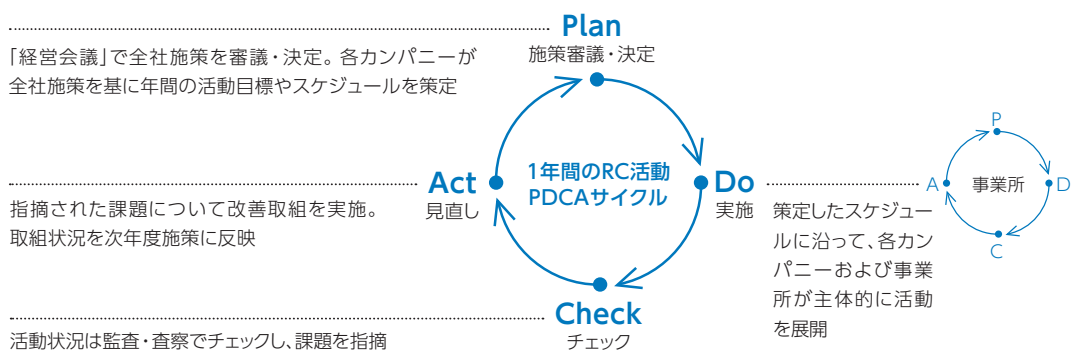 Plan
施策審議・決定
「経営会議」で全社施策を審議・決定。各カンパニーが
全社施策を基に年間の活動目標やスケジュールを策定
1年間のRC活動
PDCAサイクル
Act
見直し
指摘された課題について改善取組を実施。
取組状況を次年度施策に反映
Do
実施
策定したスケジュー
ルに沿って、各カン
パニーおよび事業
所が主体的に活動
を展開
P
A
事業所
D
C
Check
チェック
活動状況は監査・査察でチェックし、課題を指摘